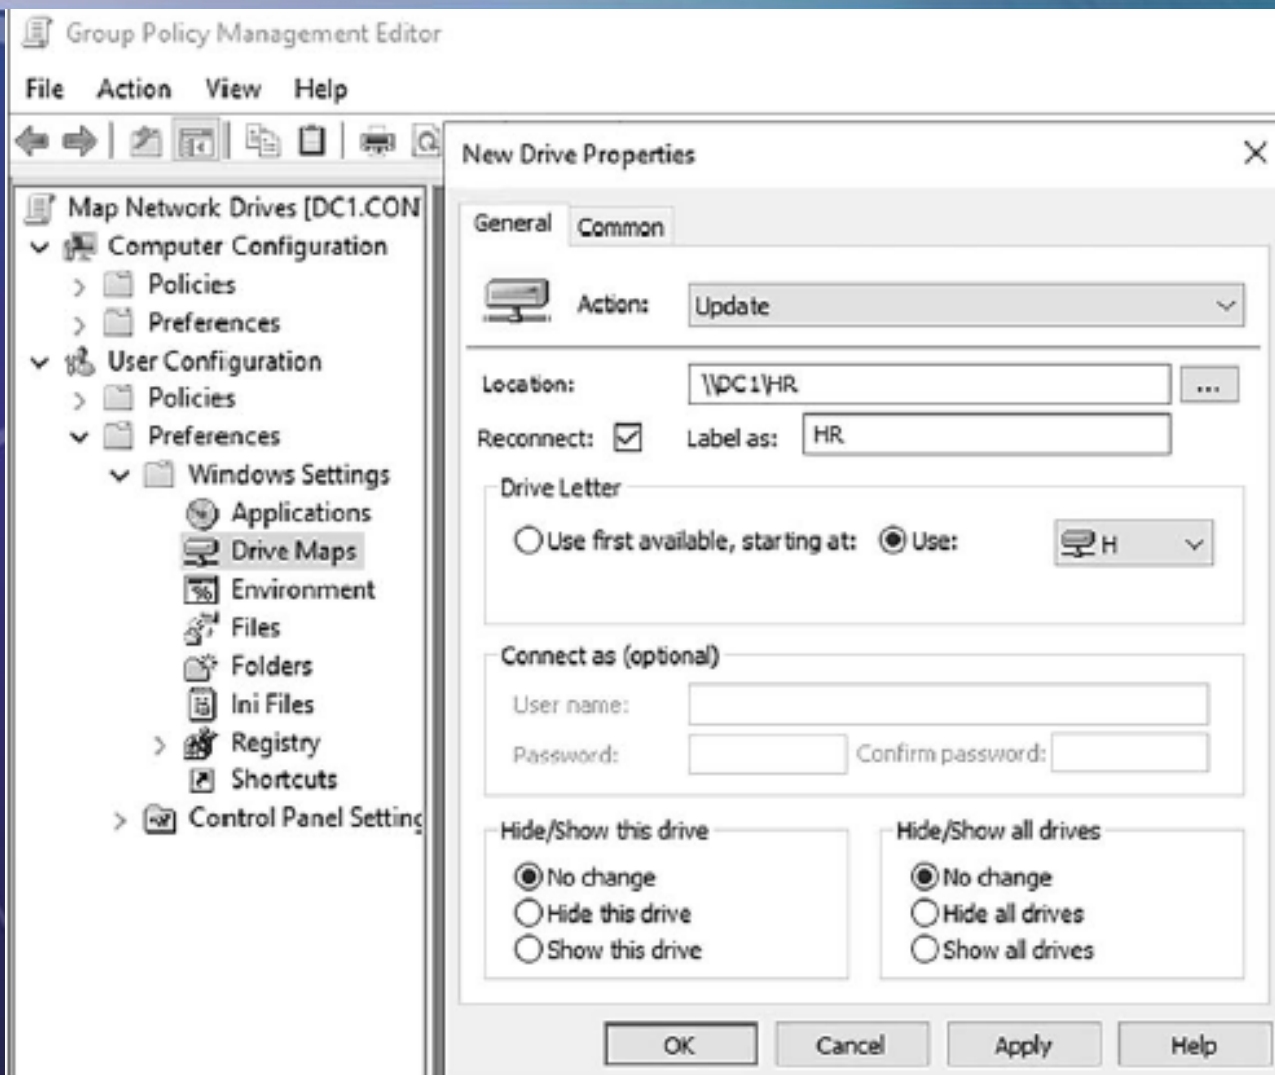 Group Policy Management Editor
File Action View Help
Map Network Drives [DC1.CON
Computer Configuration
Policies
Preferences
User Configuration
Policies
Preferences
Windows Settings
Applications
Drive Maps
Environment
Files
Folders
Ini Files
Registry
Shortcuts
Control Panel Setting
New Drive Properties
General Common
Action: Update
Location: \\DC1\HR ...
Reconnect: Label as: HR
Drive Letter
Use first available, starting at: Use: H
Connect as (optional)
User name:
Password: Confirm password:
Hide/Show this drive
No change
Hide this drive
Show this drive
Hide/Show all drives
No change
Hide all drives
Show all drives
OK Cancel Apply Help